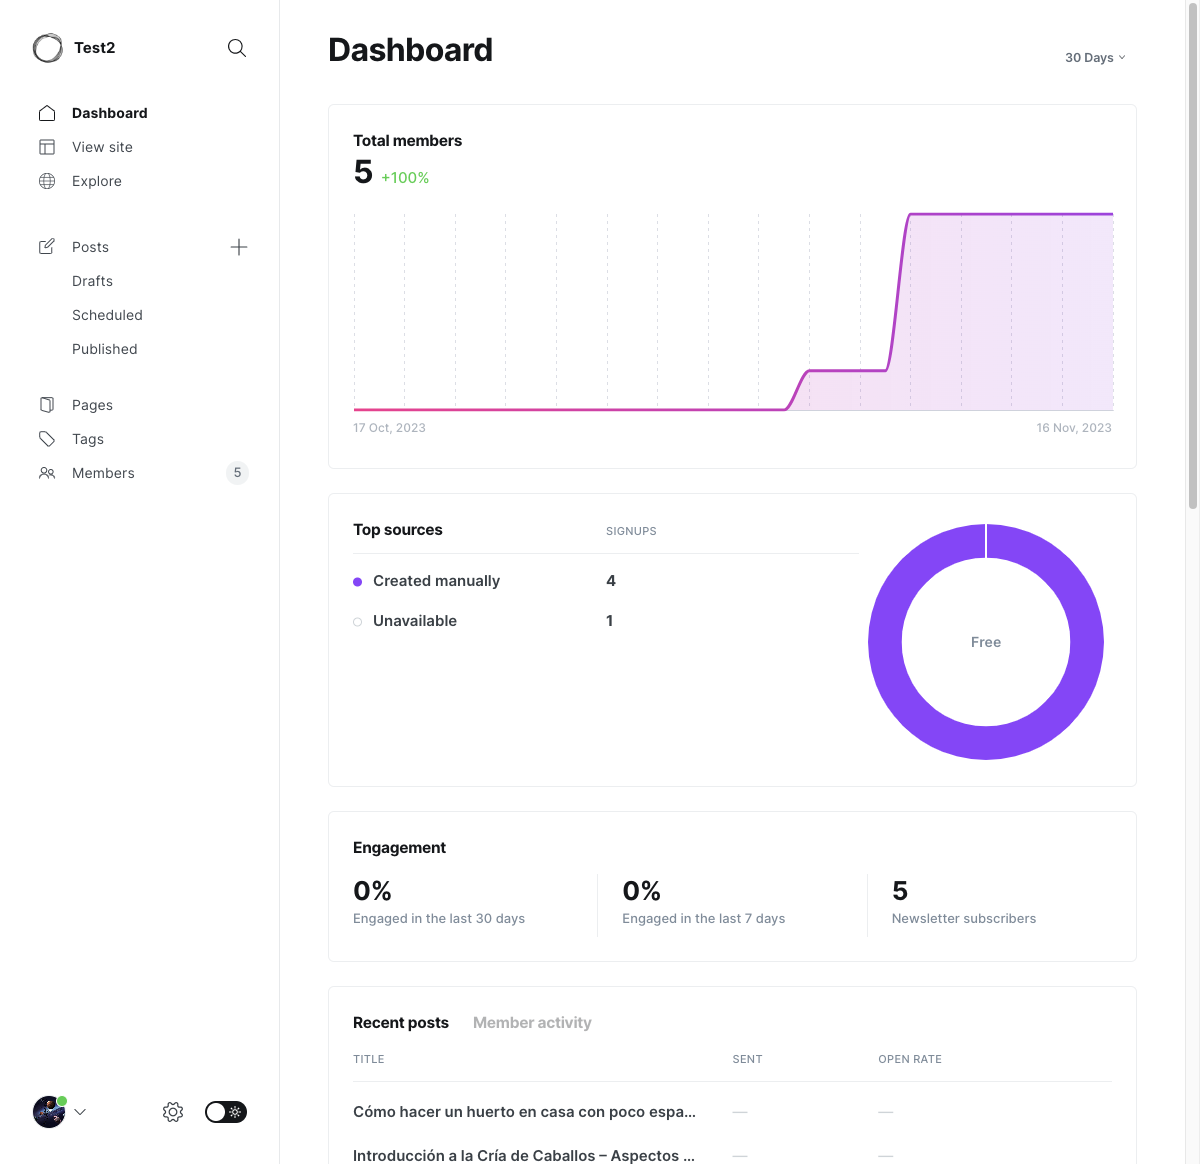 Test2
Dashboard
View site
Explore
Posts
Drafts
Scheduled
Published
Pages
Tags
Members 5
Dashboard
30 Days
Total members
5 +100%
17 Oct, 2023 16 Nov, 2023
Top sources SIGNUPS
Created manually 4
Unavailable 1
Free
Engagement
0% 0% 5
Engaged in the last 30 days Engaged in the last 7 days Newsletter subscribers
Recent posts Member activity
TITLE SENT OPEN RATE
Cómo hacer un huerto en casa con poco espa... — —
Introducción a la Cría de Caballos – Aspectos ... — —